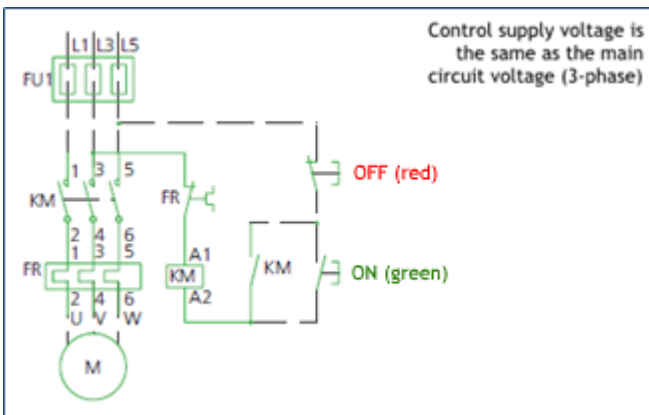 Control supply voltage is
the same as the main
circuit voltage (3-phase)
L1 L3 L5
FU1
1 3 5
OFF (red)
KM
FR
2 4 6
1 3 5
A1
FR
KM
KM
ON (green)
A2
2 4 6
U V W
M